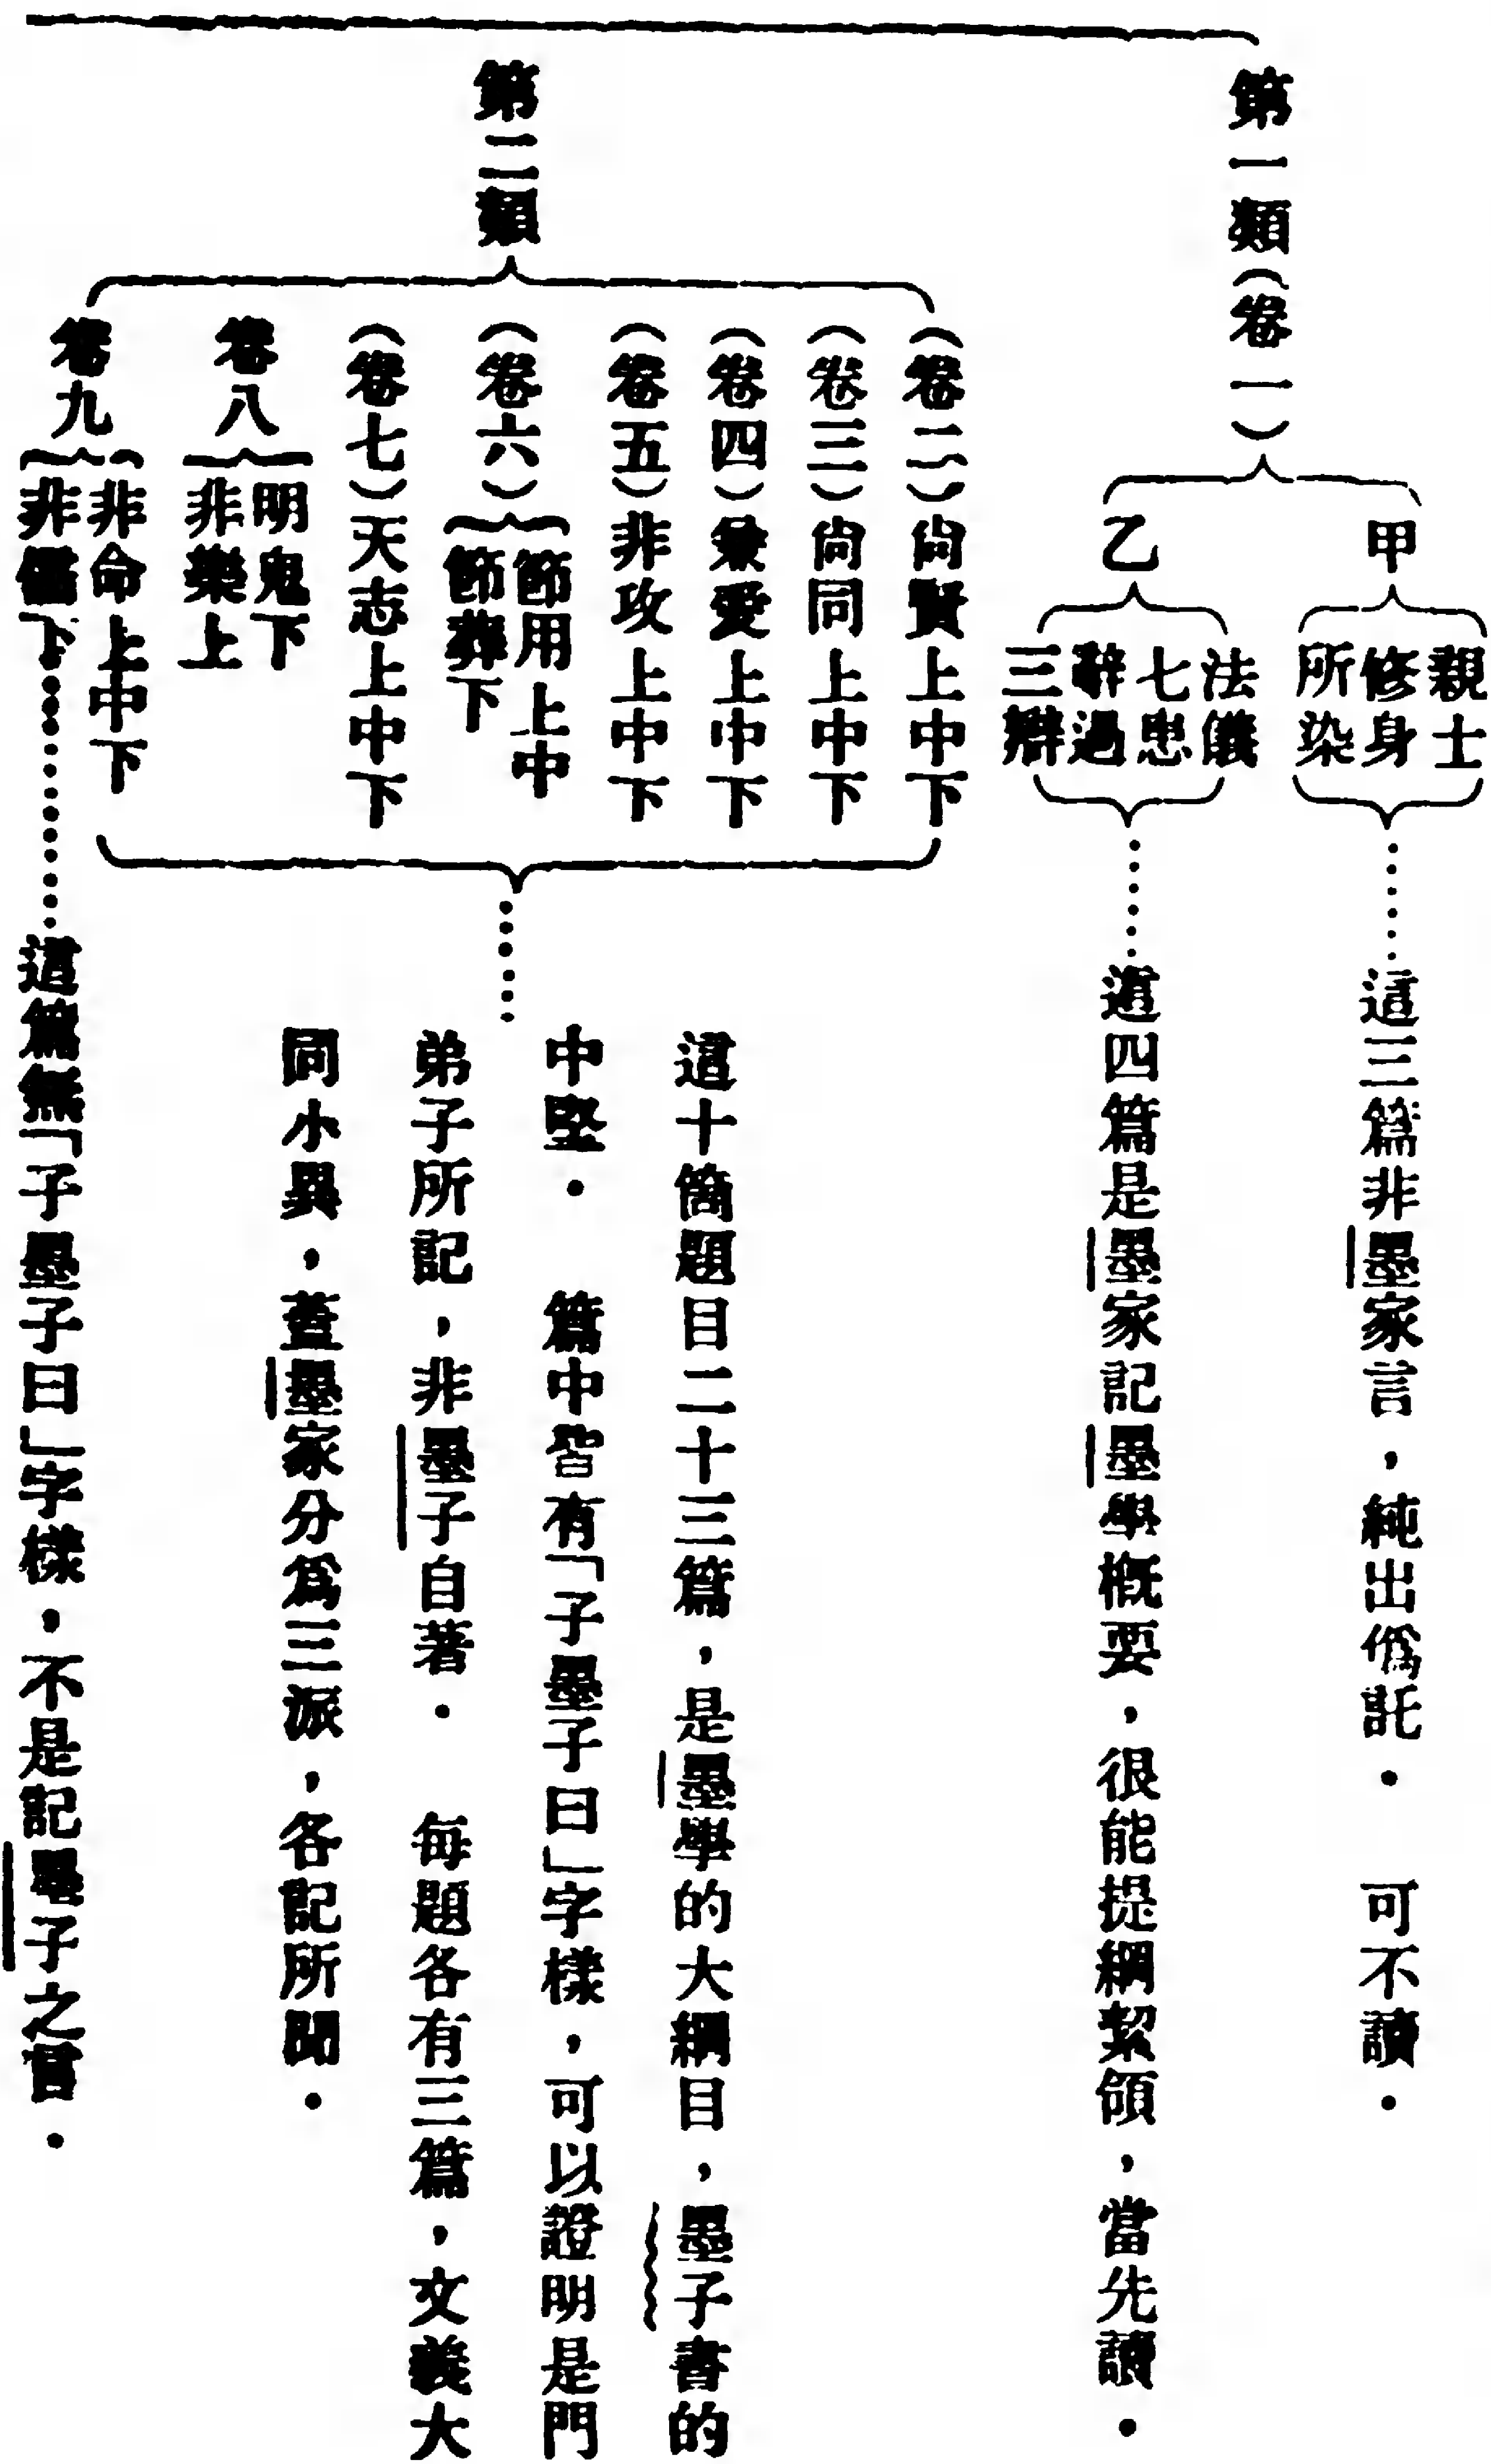 第一類(卷一)
甲
親士
修身
所染
這三篇非墨家言，純出僞託．　可不讀．
乙
法儀
七患
辭過
三辯
這四篇是墨家記墨學概要，很能提綱絜領，當先讀．
第二類
(卷二)尙賢上中下
(卷三)尙同上中下
(卷四)兼愛上中下
(卷五)非攻上中下
(卷六)
節用上中
節葬下
(卷七)天志上中下
卷八
明鬼下
非樂上
卷九
非命上中下
這十箇題目二十三篇，是墨學的大綱目，墨子書的
中堅．　篇中皆有「子墨子曰」字樣，可以證明是門
弟子所記，非墨子自著．　每題各有三篇，文義大
同小異，蓋墨家分爲三派，各記所聞．
非儒下
這篇無「子墨子曰」字樣，不是記墨子之言．